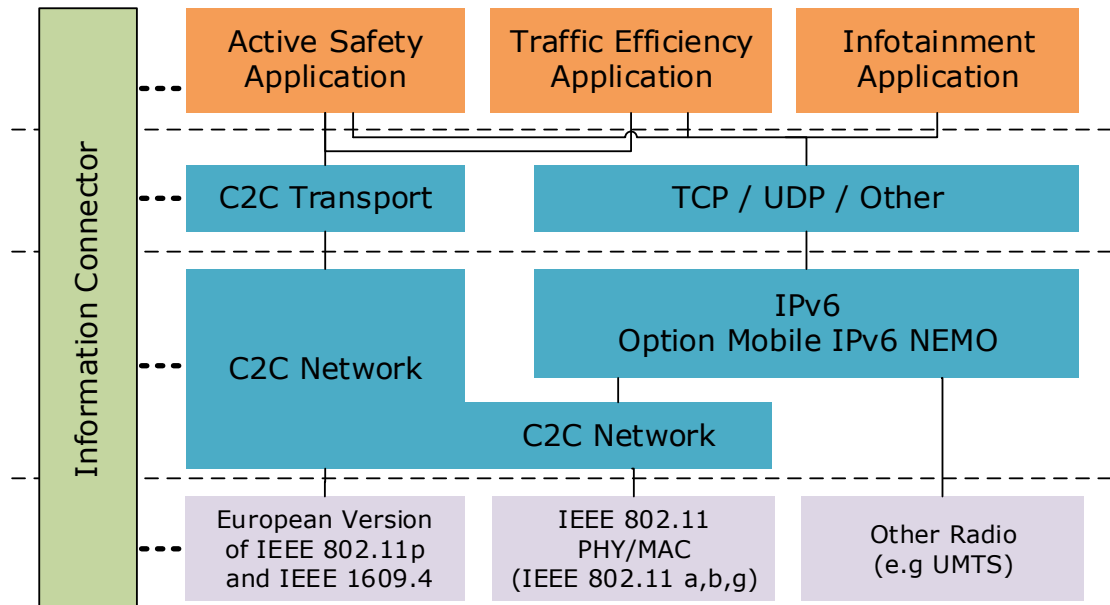 Information Connector
Active Safety
Application
Traffic Efficiency
Application
Infotainment
Application
C2C Transport
TCP / UDP / Other
C2C Network
IPv6
Option Mobile IPv6 NEMO
C2C Network
European Version
of IEEE 802.11p
and IEEE 1609.4
IEEE 802.11
PHY/MAC
(IEEE 802.11 a,b,g)
Other Radio
(e.g UMTS)